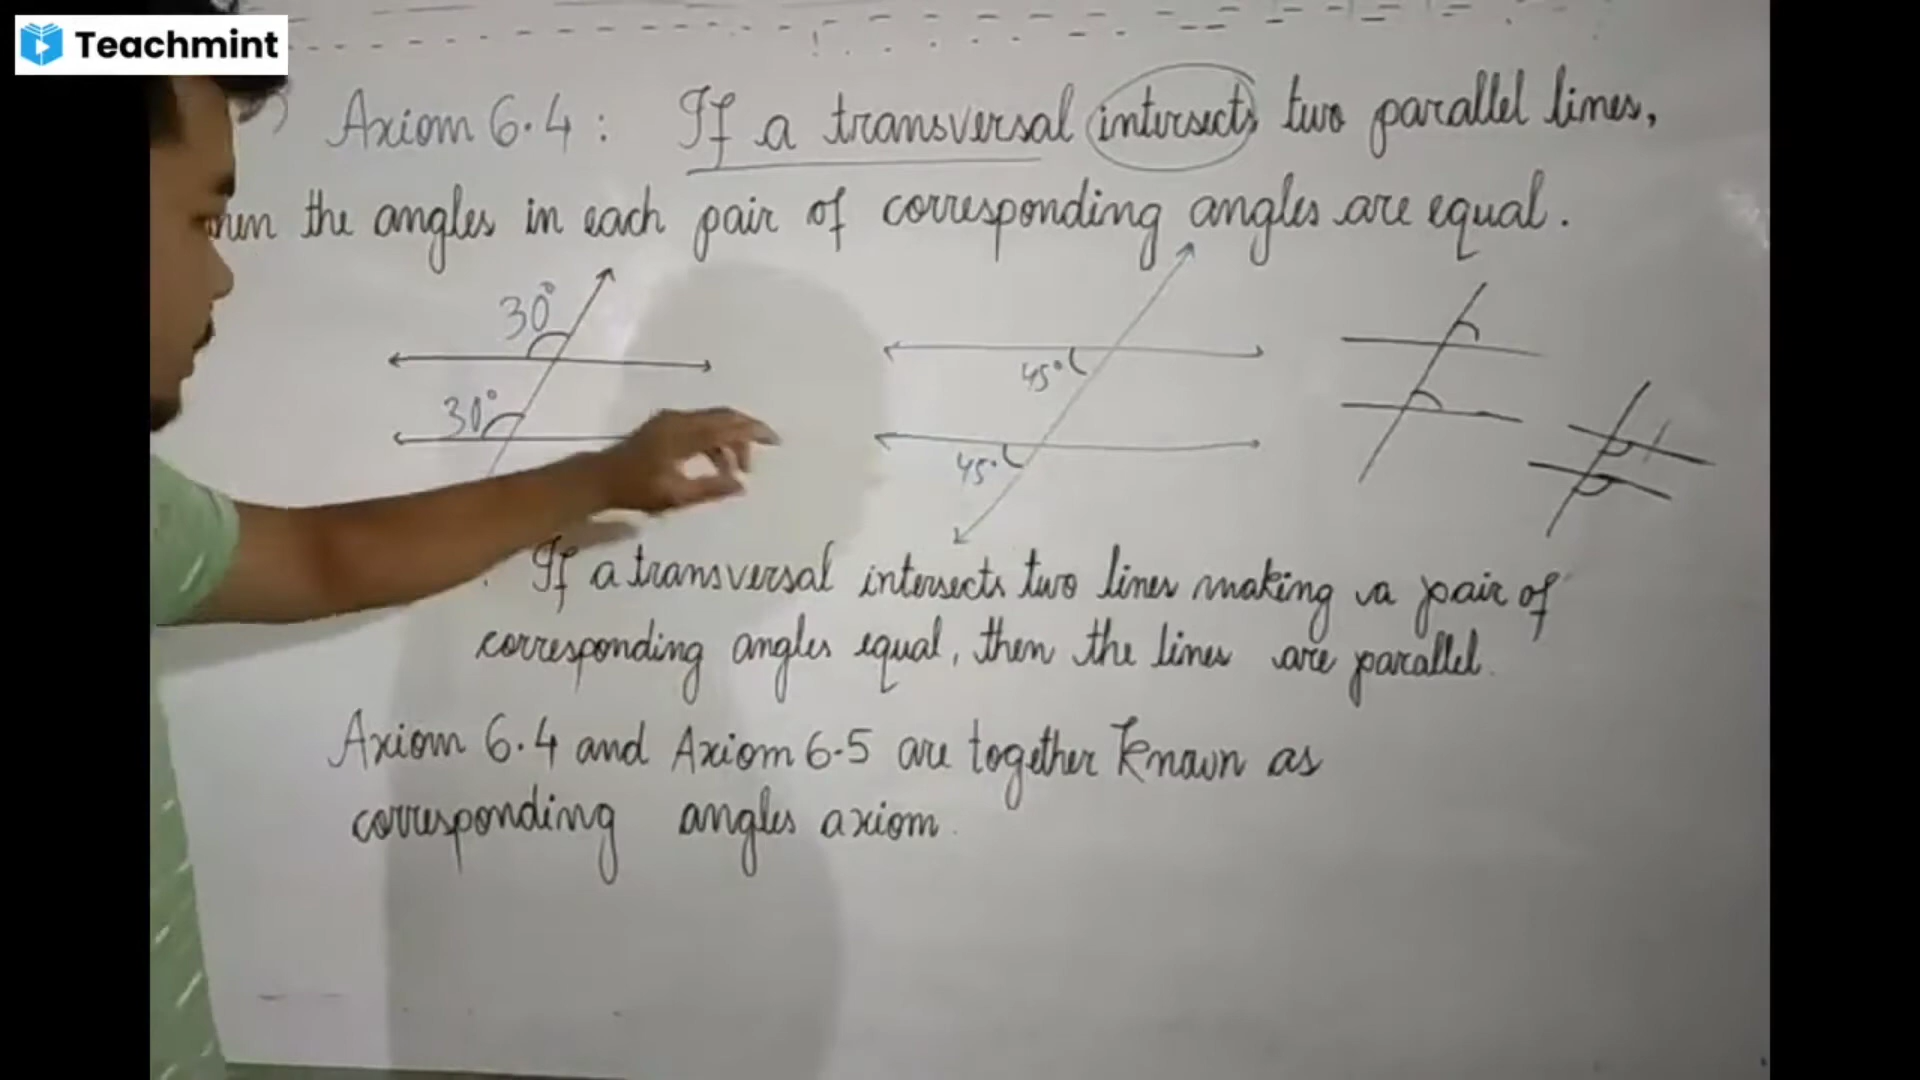 Teachmint
Axiom 6.4 : If a transversal intersects two parallel lines,
the angles in each pair of corresponding angles are equal.
30°
30°
45°
45°
If a transversal intersects two lines making a pair of
corresponding angles equal, then the lines are parallel.
Axiom 6.4 and Axiom 6.5 are together known as
corresponding angles axiom.